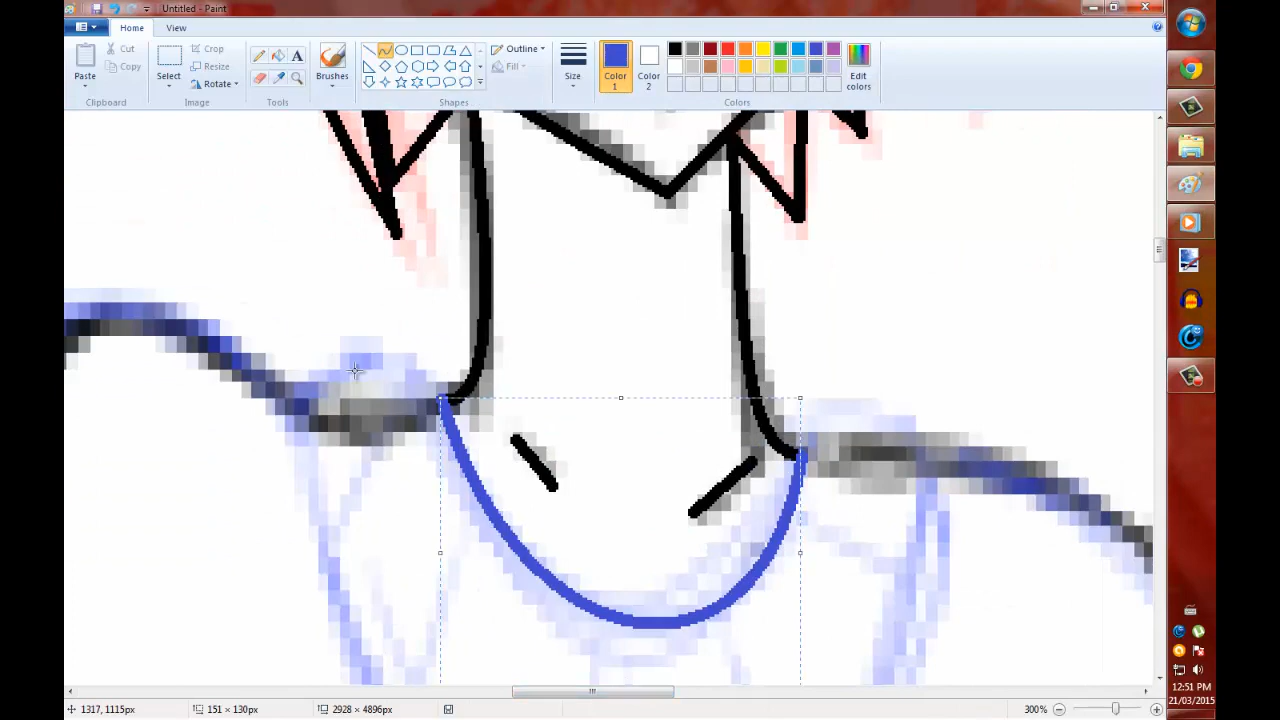 Untitled - Paint
Home View
Paste
Cut
Copy
Clipboard
Select
Crop
Resize
Rotate
Image
A
Tools
Brushes
Outline
Fill
Shapes
Size
Color 1
Color 2
Edit colors
Colors
1317, 1115px
151 × 130px
2928 × 4896px
300%
12:51 PM
21/03/2015